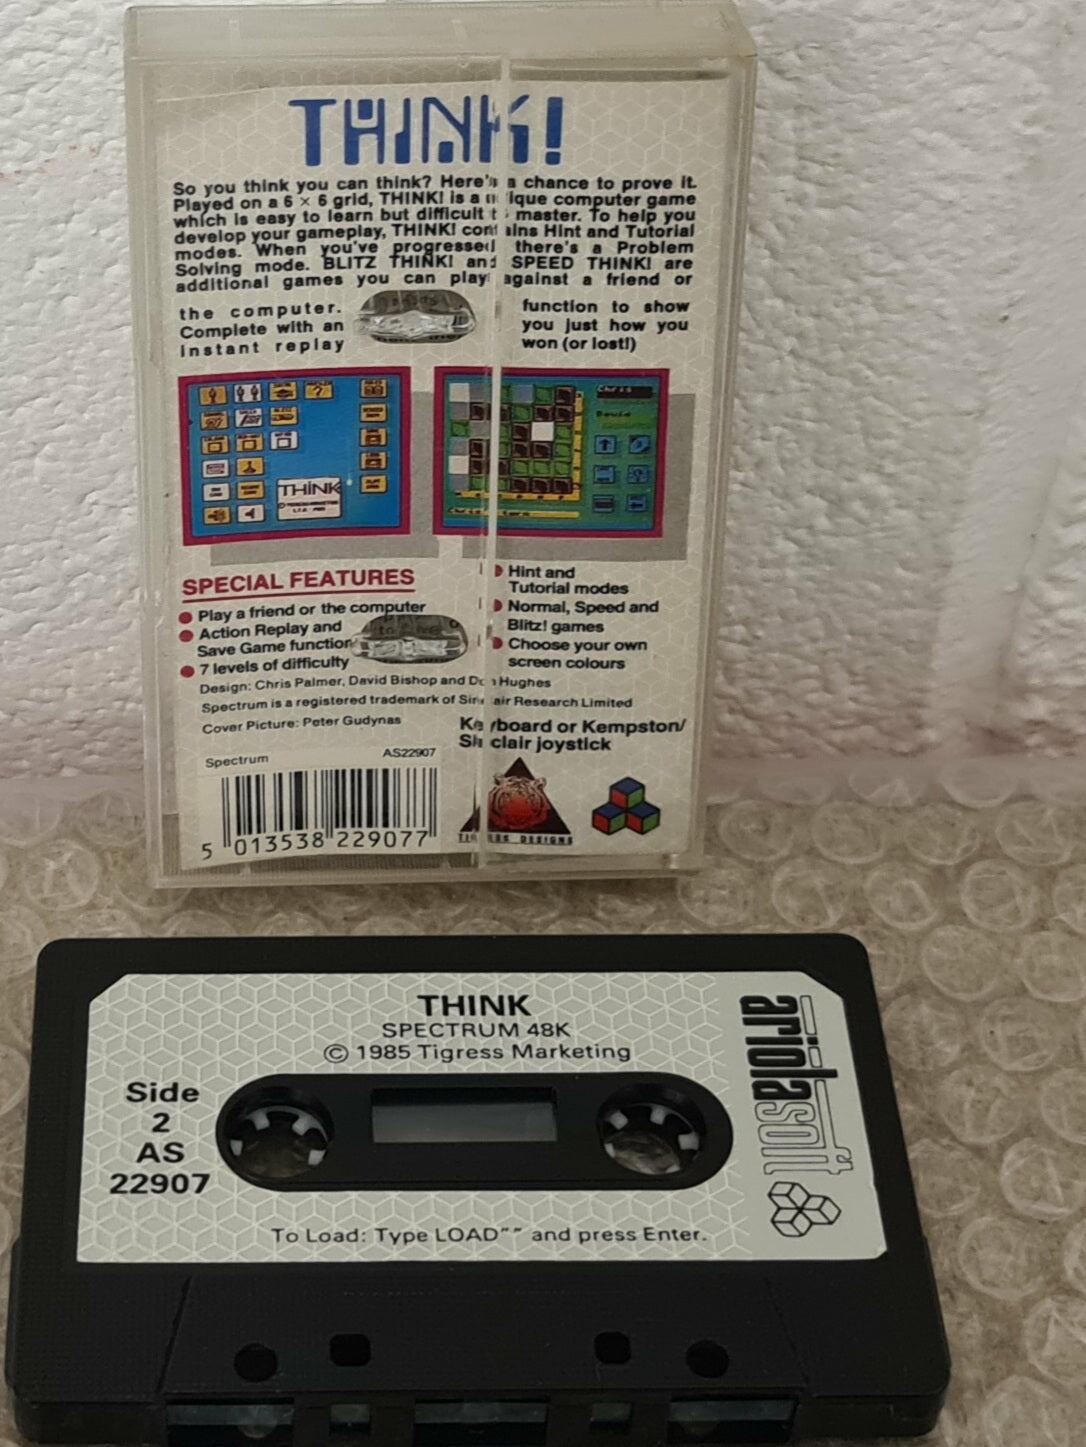 THINK!
So you think you can think? Here's a chance to prove it.
Played on a 6 × 6 grid, THINK! is a unique computer game
which is easy to learn but difficult to master. To help you
develop your gameplay, THINK! contains Hint and Tutorial
modes. When you've progressed there's a Problem
Solving mode. BLITZ THINK! and SPEED THINK! are
additional games you can play against a friend or
the computer. function to show
Complete with an you just how you
instant replay won (or lost!)
Chris
David
THINK
SPECIAL FEATURES
Play a friend or the computer
Action Replay and
Save Game function
7 levels of difficulty
Hint and
Tutorial modes
Normal, Speed and
Blitz! games
Choose your own
screen colours
Design: Chris Palmer, David Bishop and Don Hughes
Spectrum is a registered trademark of Sinclair Research Limited
Cover Picture: Peter Gudynas
Keyboard or Kempston/
Sinclair joystick
Spectrum AS22907
5 013538 229077
TIGRESS DESIGNS
THINK
SPECTRUM 48K
© 1985 Tigress Marketing
Side
2
AS
22907
ariolasoft
To Load: Type LOAD"" and press Enter.